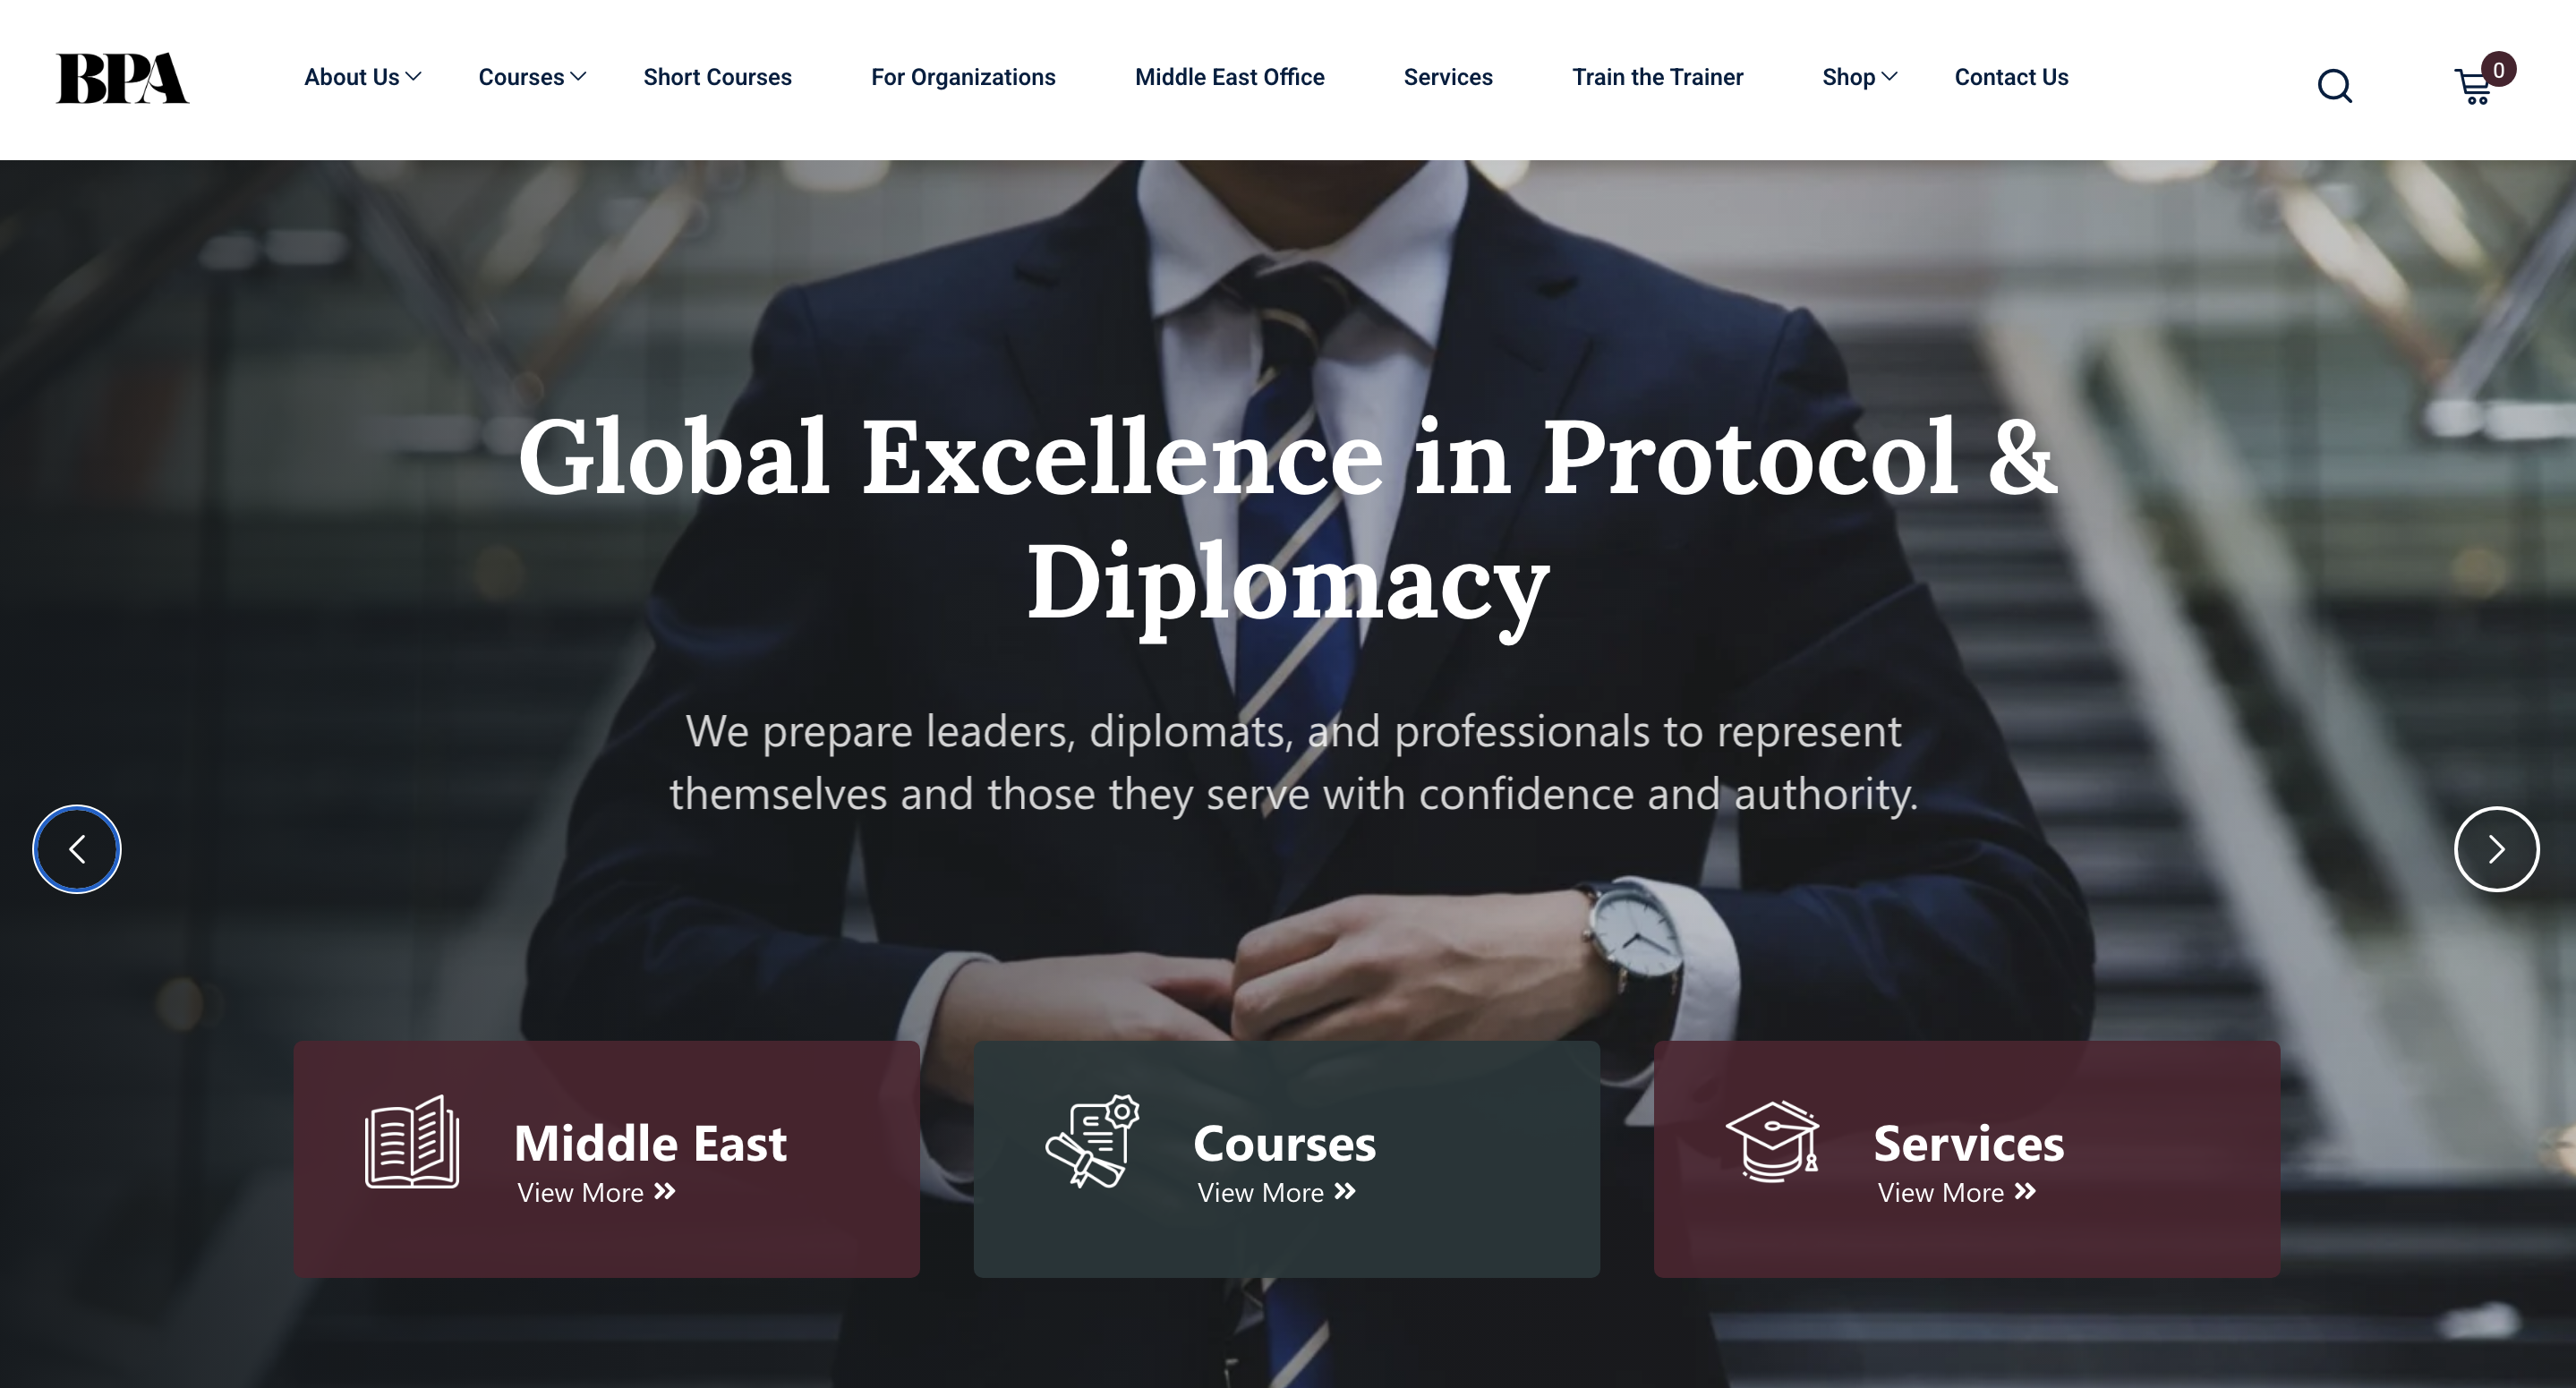 BPA
About Us
Courses
Short Courses
For Organizations
Middle East Office
Services
Train the Trainer
Shop
Contact Us
0
Global Excellence in Protocol &
Diplomacy
We prepare leaders, diplomats, and professionals to represent
themselves and those they serve with confidence and authority.
Middle East
View More
Courses
View More
Services
View More